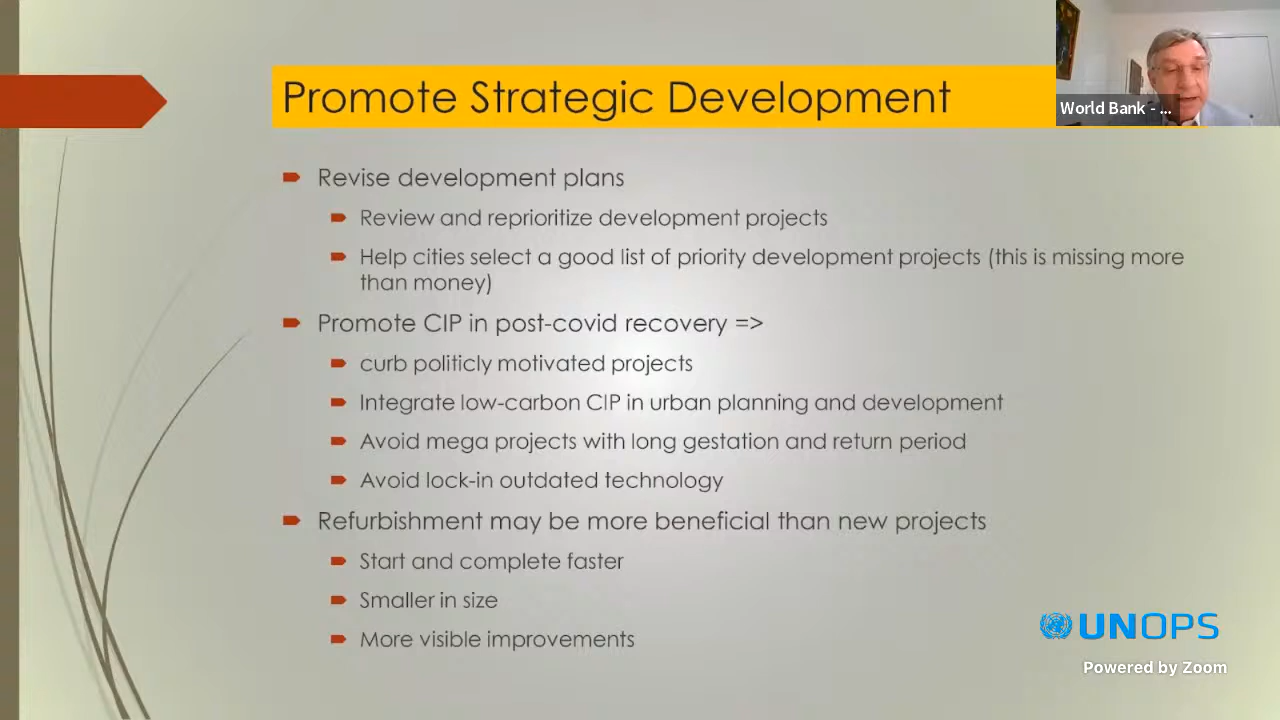 Promote Strategic Development
World Bank - ...
Revise development plans
Review and reprioritize development projects
Help cities select a good list of priority development projects (this is missing more
than money)
Promote CIP in post-covid recovery =>
curb politicly motivated projects
Integrate low-carbon CIP in urban planning and development
Avoid mega projects with long gestation and return period
Avoid lock-in outdated technology
Refurbishment may be more beneficial than new projects
Start and complete faster
Smaller in size
More visible improvements
UNOPS
Powered by Zoom